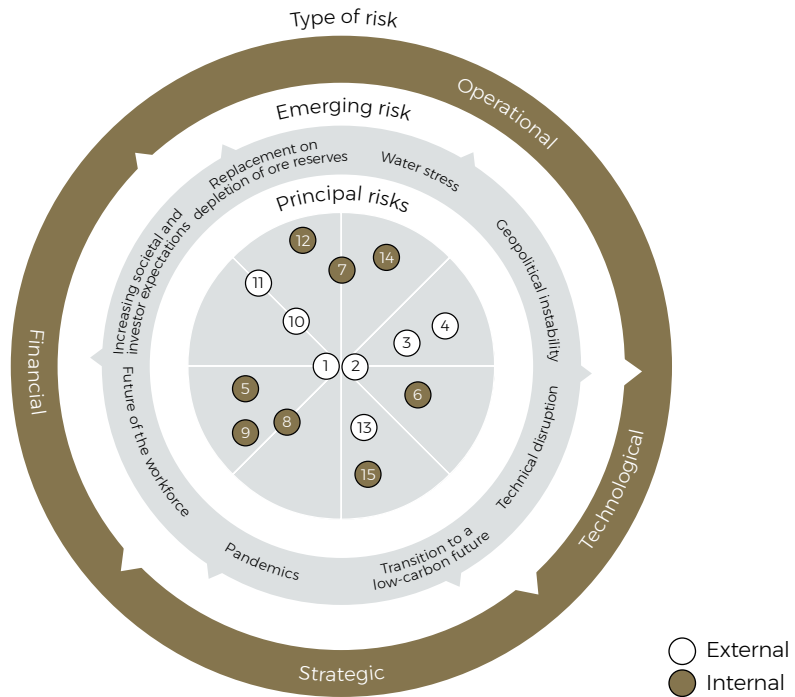 Type of risk
Operational
Emerging risk
Replacement on
depletion of ore reserves
Water stress
Principal risks
Increasing societal and
investor expectations
Geopolitical instability
12
14
7
11
10
4
3
1
2
5
6
8
13
9
15
Financial
Future of the workforce
Technical disruption
Technological
Pandemics
Transition to a
low-carbon future
Strategic
External
Internal